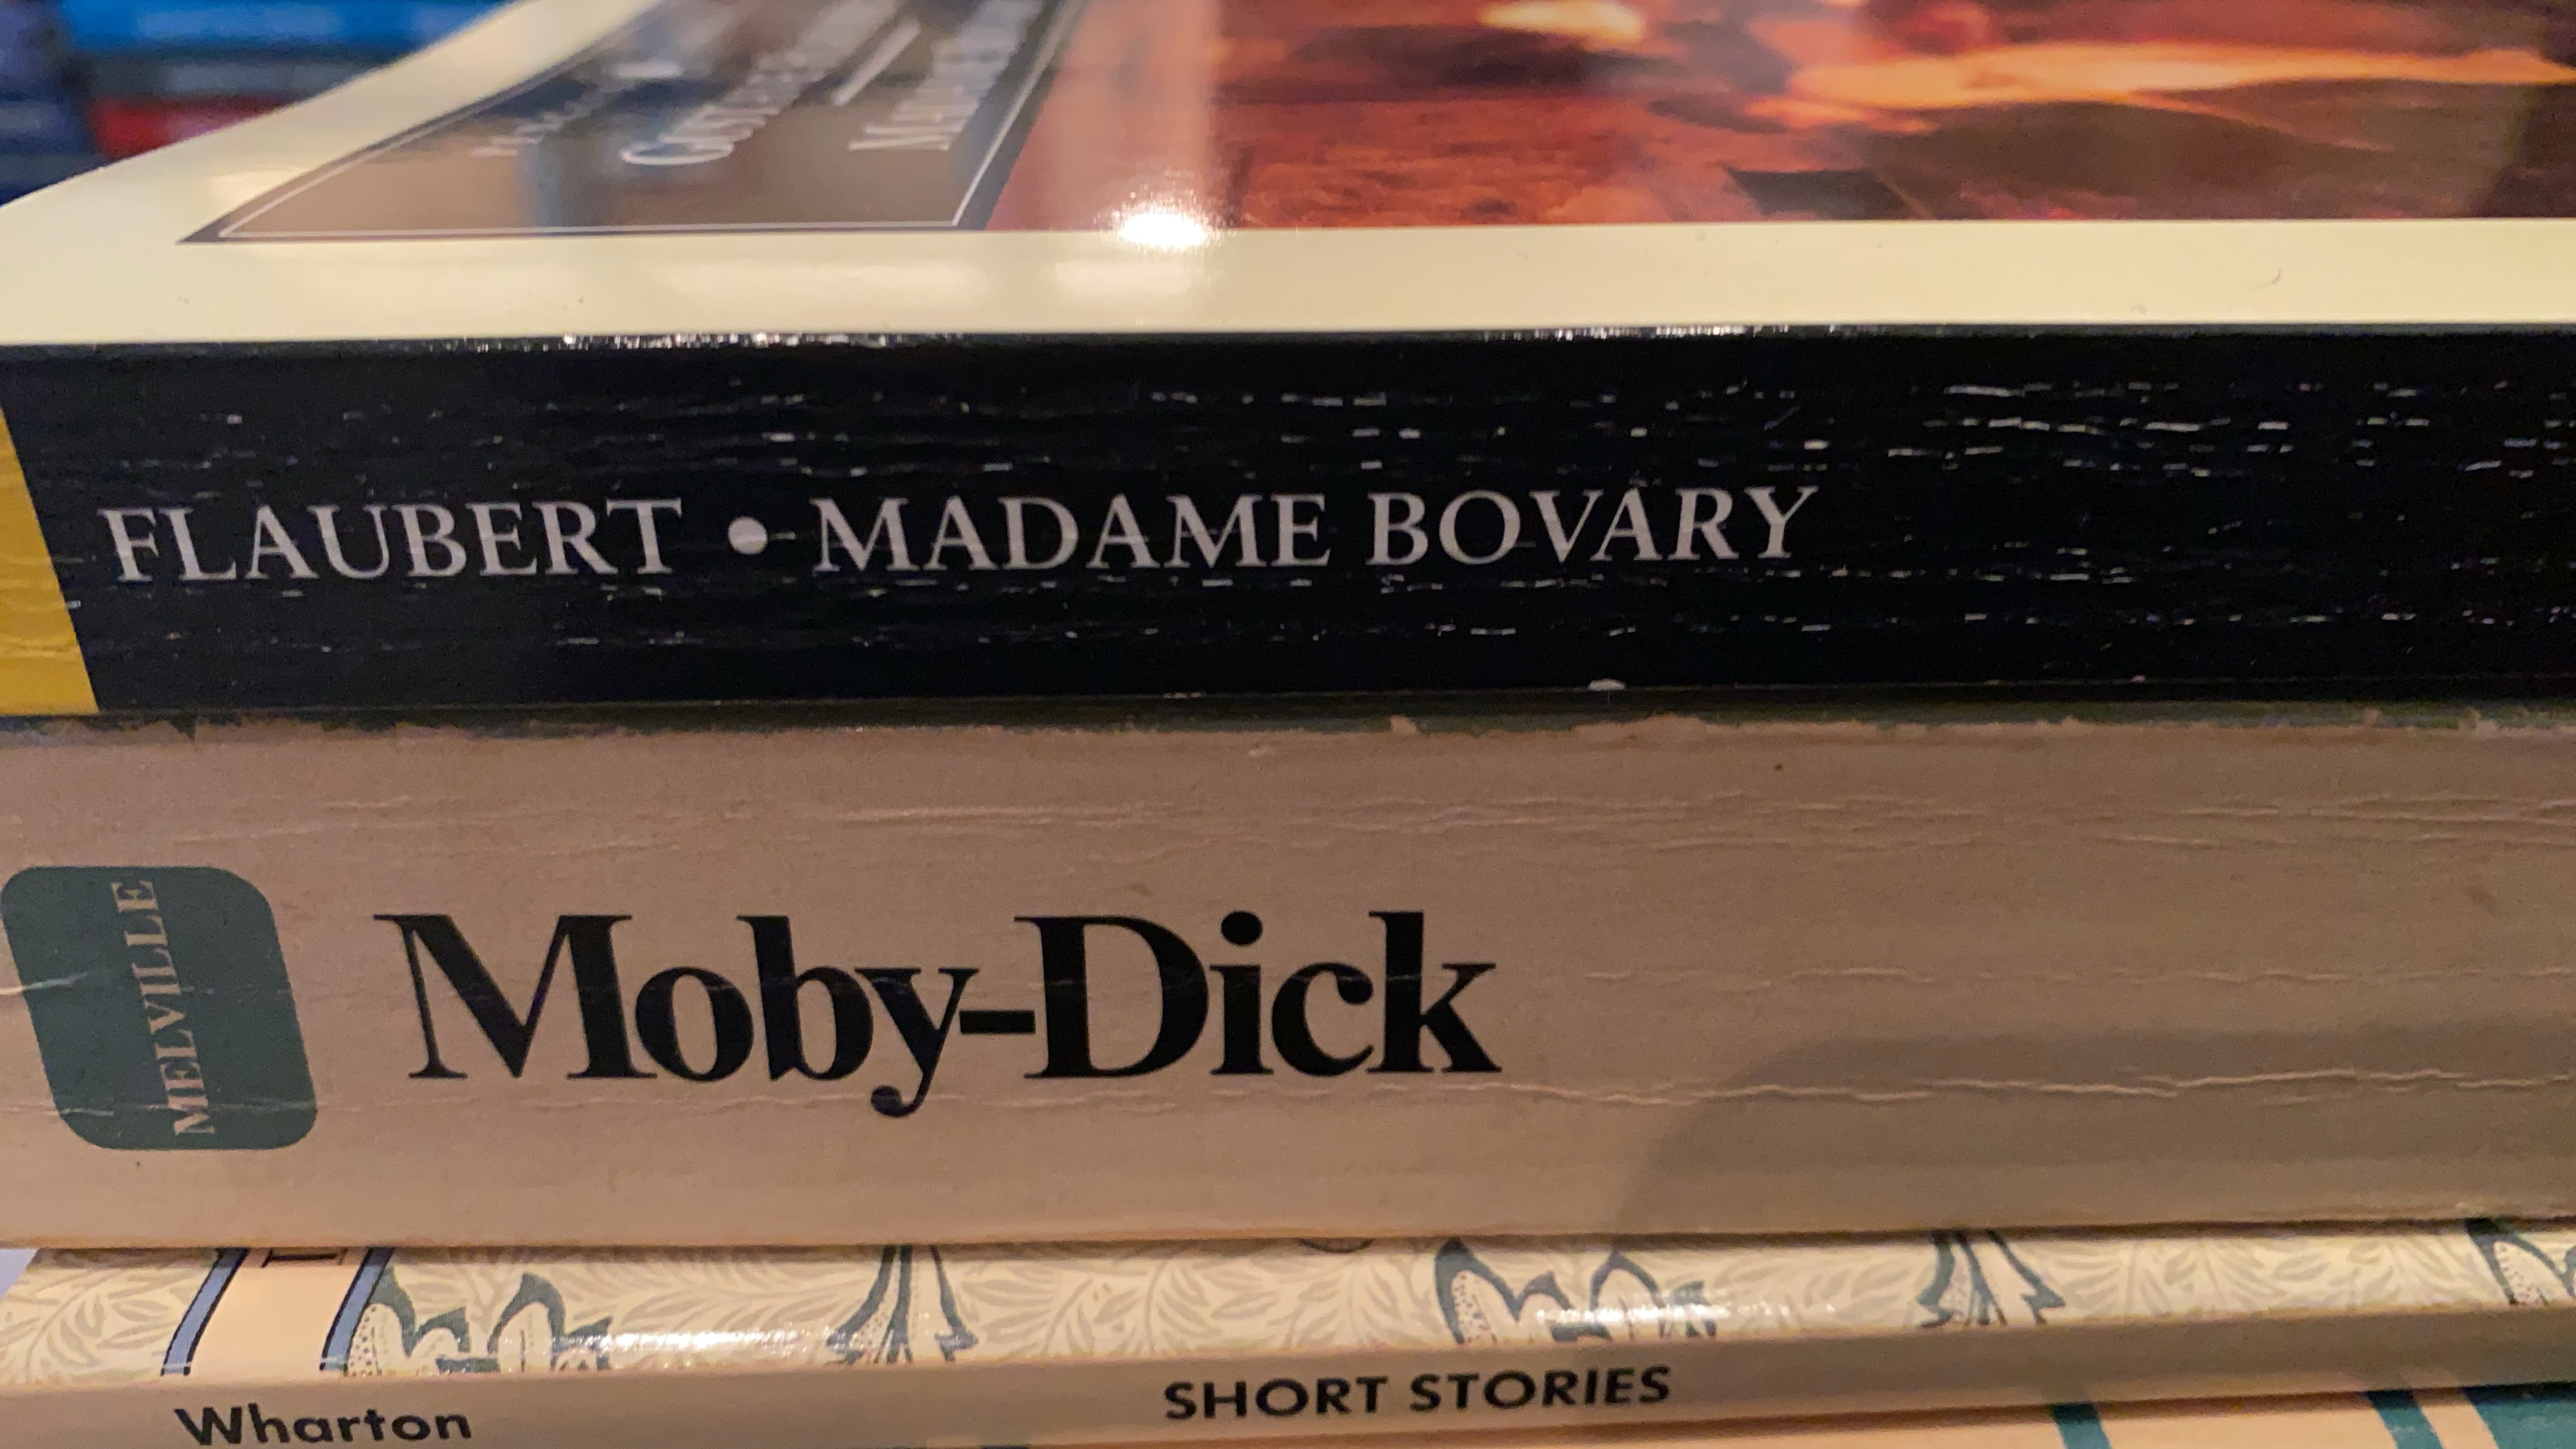 FLAUBERT • MADAME BOVARY
MELVILLE
Moby-Dick
Wharton
SHORT STORIES